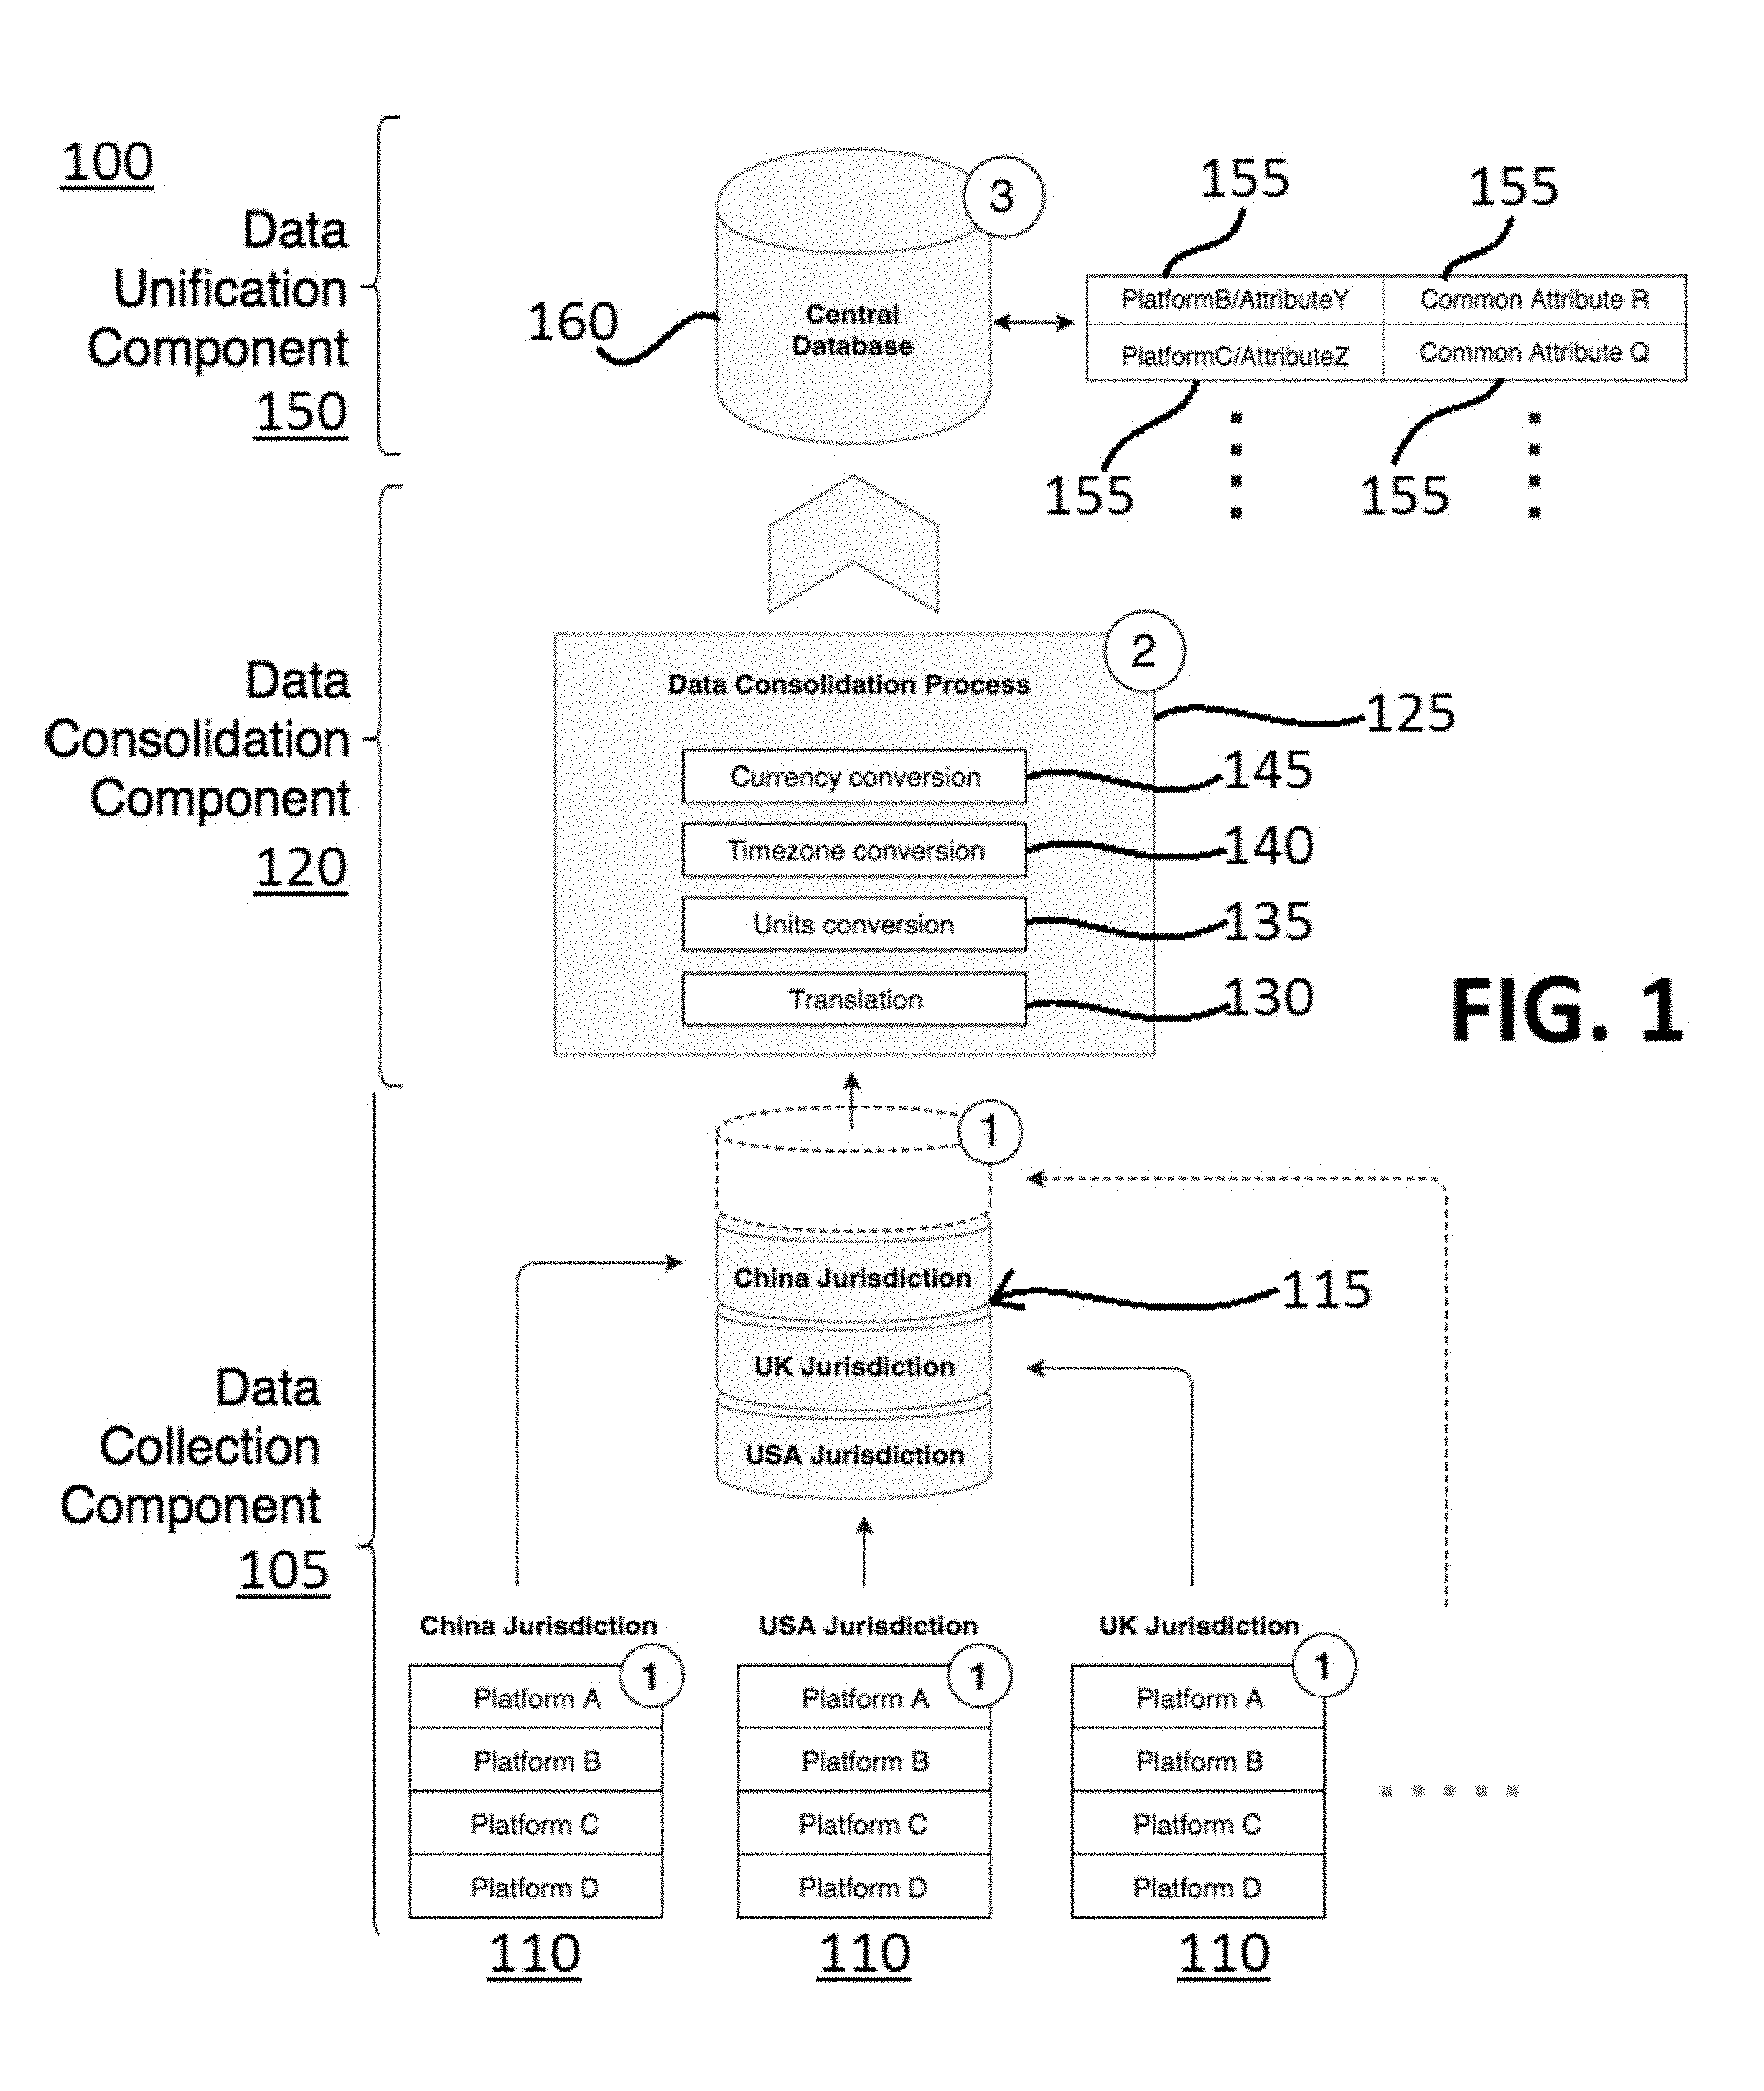 100
Data
Unification
Component
150
3
Central
Database
160
155 155
PlatformB/AttributeY Common Attribute R
PlatformC/AttributeZ Common Attribute Q
155 155
Data
Consolidation
Component
120
2
Data Consolidation Process
125
Currency conversion 145
Timezone conversion 140
Units conversion 135
Translation 130
FIG. 1
Data
Collection
Component
105
1
China Jurisdiction
115
UK Jurisdiction
USA Jurisdiction
China Jurisdiction USA Jurisdiction UK Jurisdiction
1 1 1
Platform A Platform A Platform A
Platform B Platform B Platform B
Platform C Platform C Platform C
Platform D Platform D Platform D
110 110 110